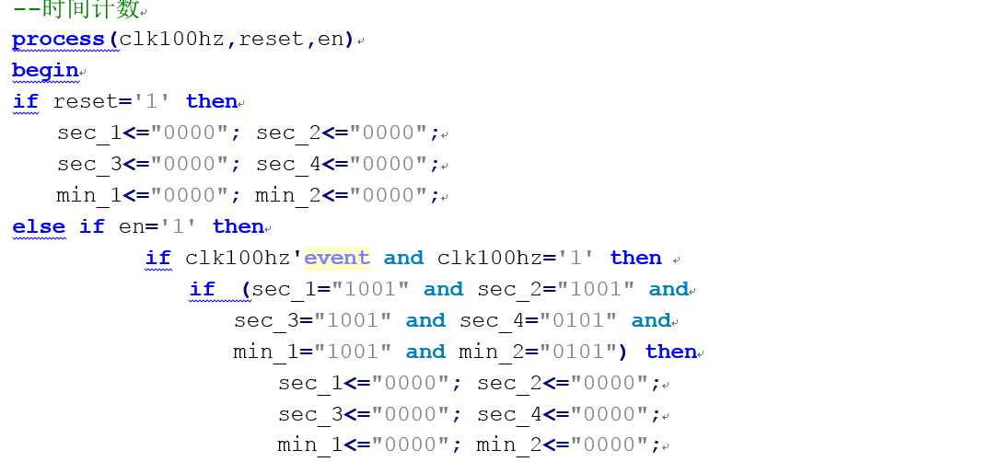 --时间计数
process(clk100hz,reset,en)
begin
if reset='1' then
sec_1<="0000"; sec_2<="0000";
sec_3<="0000"; sec_4<="0000";
min_1<="0000"; min_2<="0000";
else if en='1' then
if clk100hz'event and clk100hz='1' then
if  (sec_1="1001" and sec_2="1001" and
sec_3="1001" and sec_4="0101" and
min_1="1001" and min_2="0101") then
sec_1<="0000"; sec_2<="0000";
sec_3<="0000"; sec_4<="0000";
min_1<="0000"; min_2<="0000";